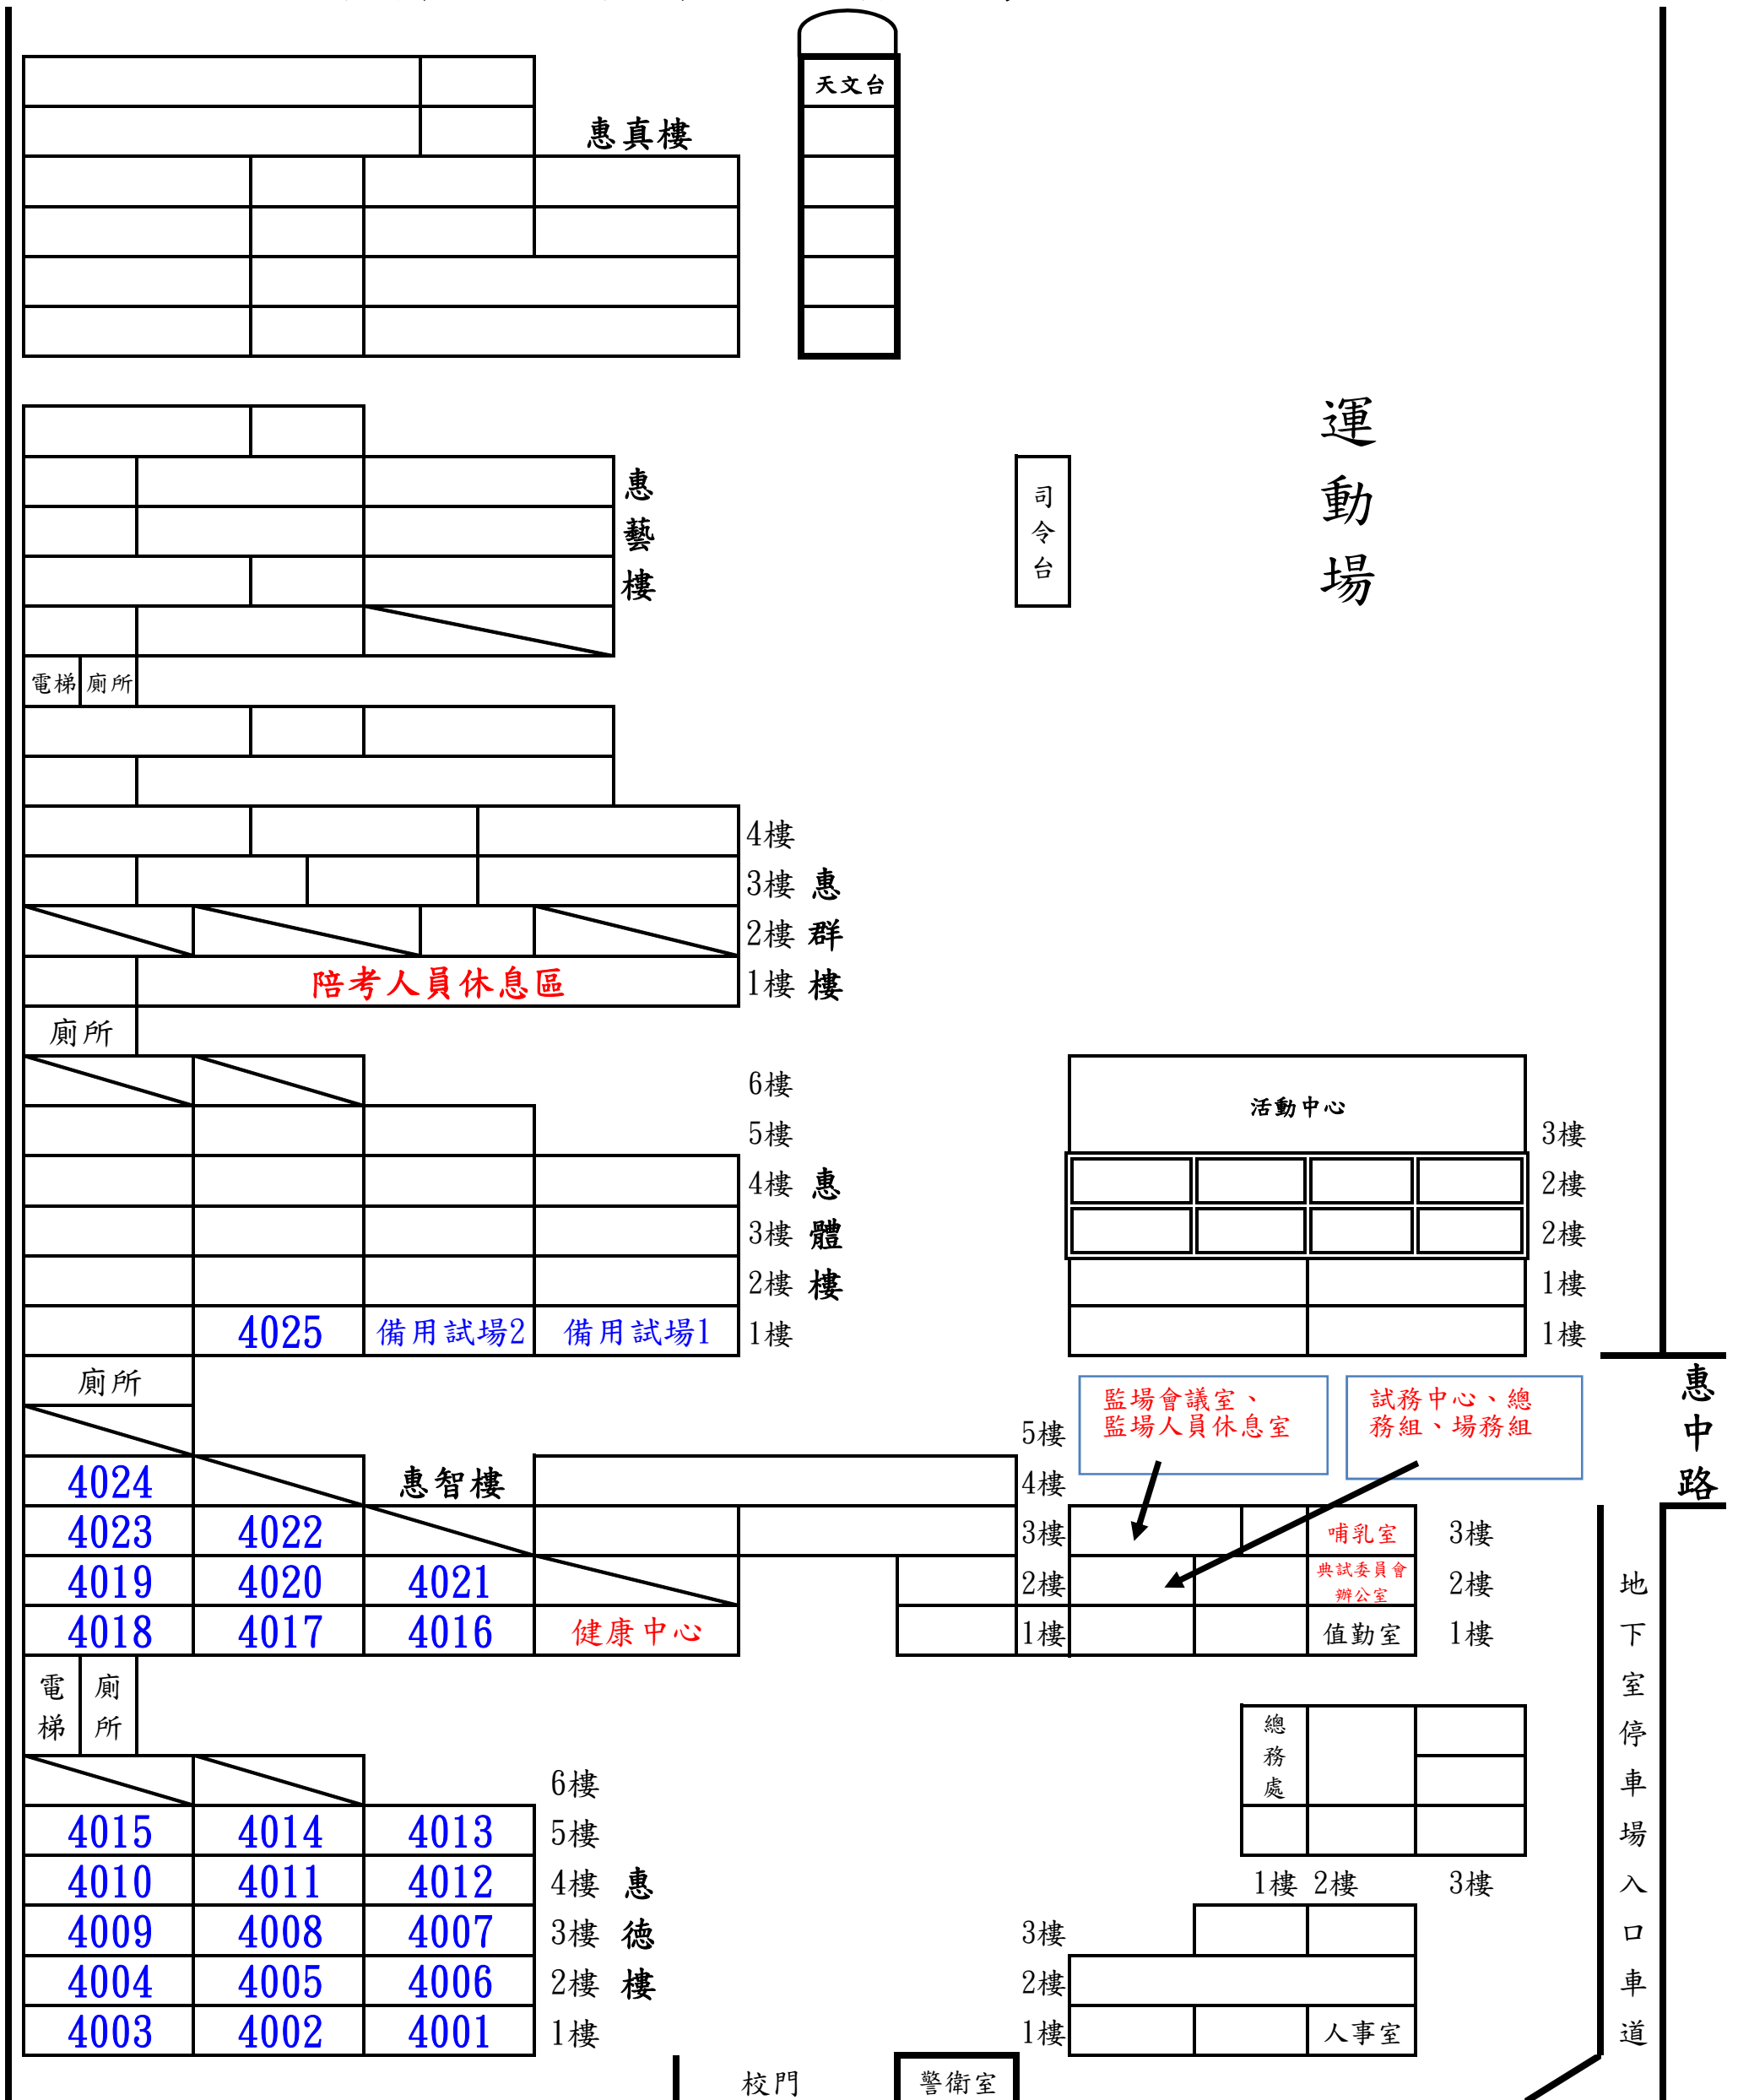 天文台
惠真樓
運動場
惠藝樓
司令台
電梯 廁所
4樓
3樓
2樓
陪考人員休息區 1樓
惠群樓
廁所
6樓
5樓
4樓
3樓
2樓
4025 備用試場2 備用試場1 1樓
惠體樓
活動中心
3樓
2樓
2樓
1樓
1樓
惠中路
廁所
監場會議室、
監場人員休息室
試務中心、總
務組、場務組
5樓
4024 惠智樓 4樓
4023 4022 3樓 哺乳室 3樓
4019 4020 4021 2樓 典試委員會
辦公室 2樓
4018 4017 4016 健康中心 1樓 值勤室 1樓
電梯 廁所
總務處
1樓 2樓 3樓
地下室停車場入口車道
6樓
4015 4014 4013 5樓
4010 4011 4012 4樓
4009 4008 4007 3樓
4004 4005 4006 2樓
4003 4002 4001 1樓
惠德樓
3樓
2樓
1樓 人事室
校門 警衛室